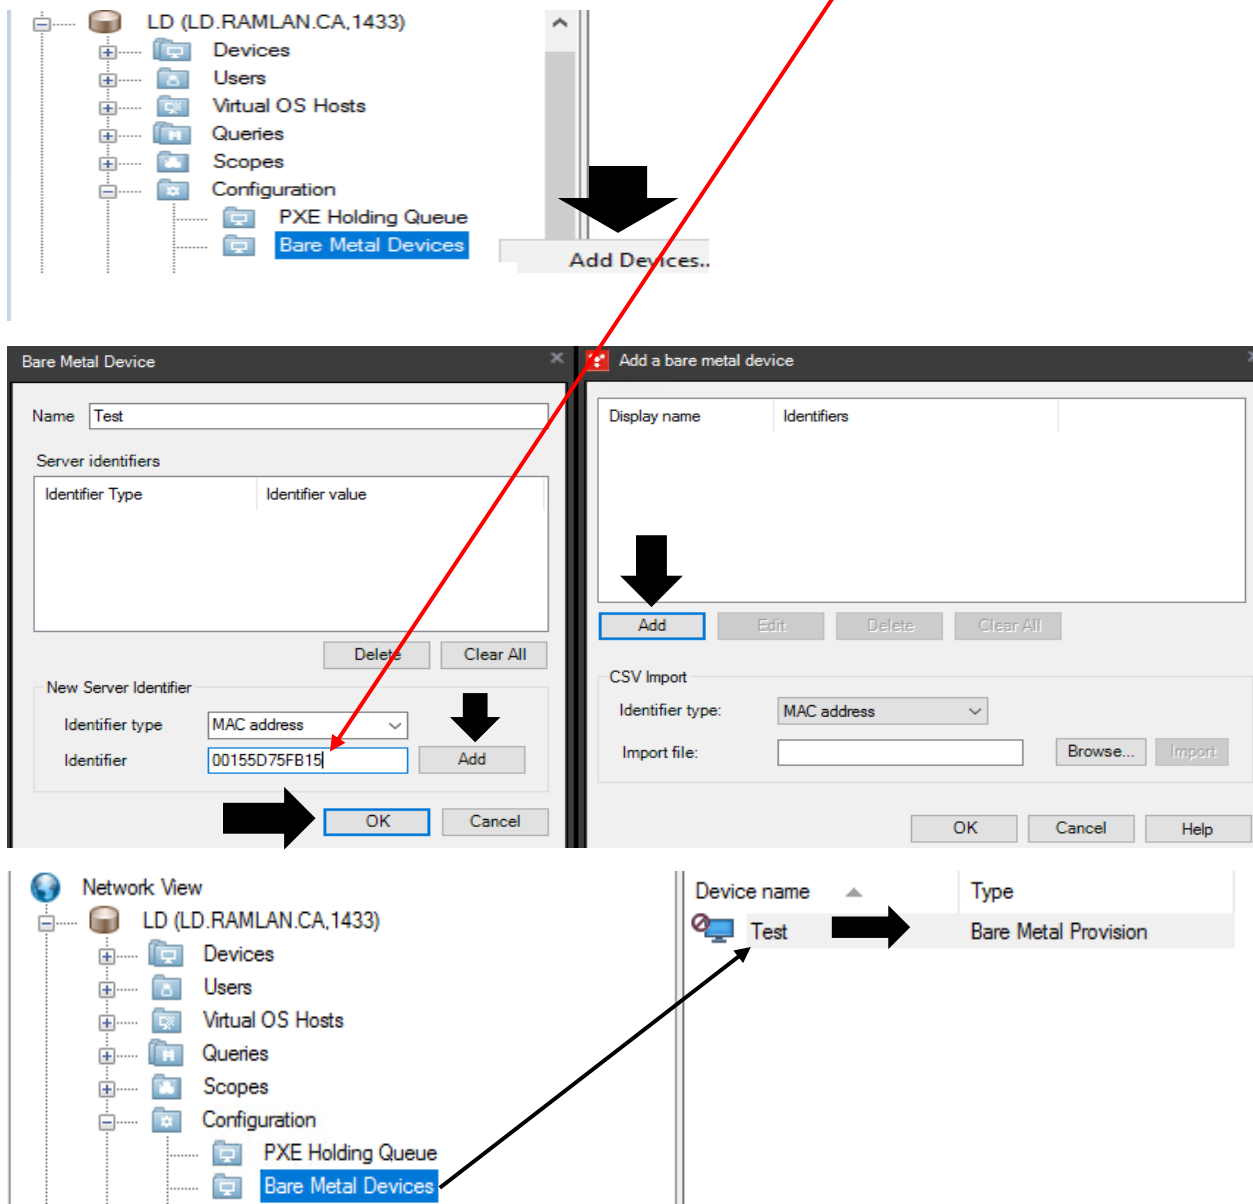 LD (LD.RAMLAN.CA,1433)
Devices
Users
Virtual OS Hosts
Queries
Scopes
Configuration
PXE Holding Queue
Bare Metal Devices
Add Devices..
Bare Metal Device
Name Test
Server identifiers
Identifier Type Identifier value
Delete Clear All
New Server Identifier
Identifier type MAC address
Identifier 00155D75FB15 Add
OK Cancel
Add a bare metal device
Display name Identifiers
Add Edit Delete Clear All
CSV Import
Identifier type: MAC address
Import file: Browse... Import
OK Cancel Help
Network View
LD (LD.RAMLAN.CA,1433)
Devices
Users
Virtual OS Hosts
Queries
Scopes
Configuration
PXE Holding Queue
Bare Metal Devices
Device name Type
Test Bare Metal Provision